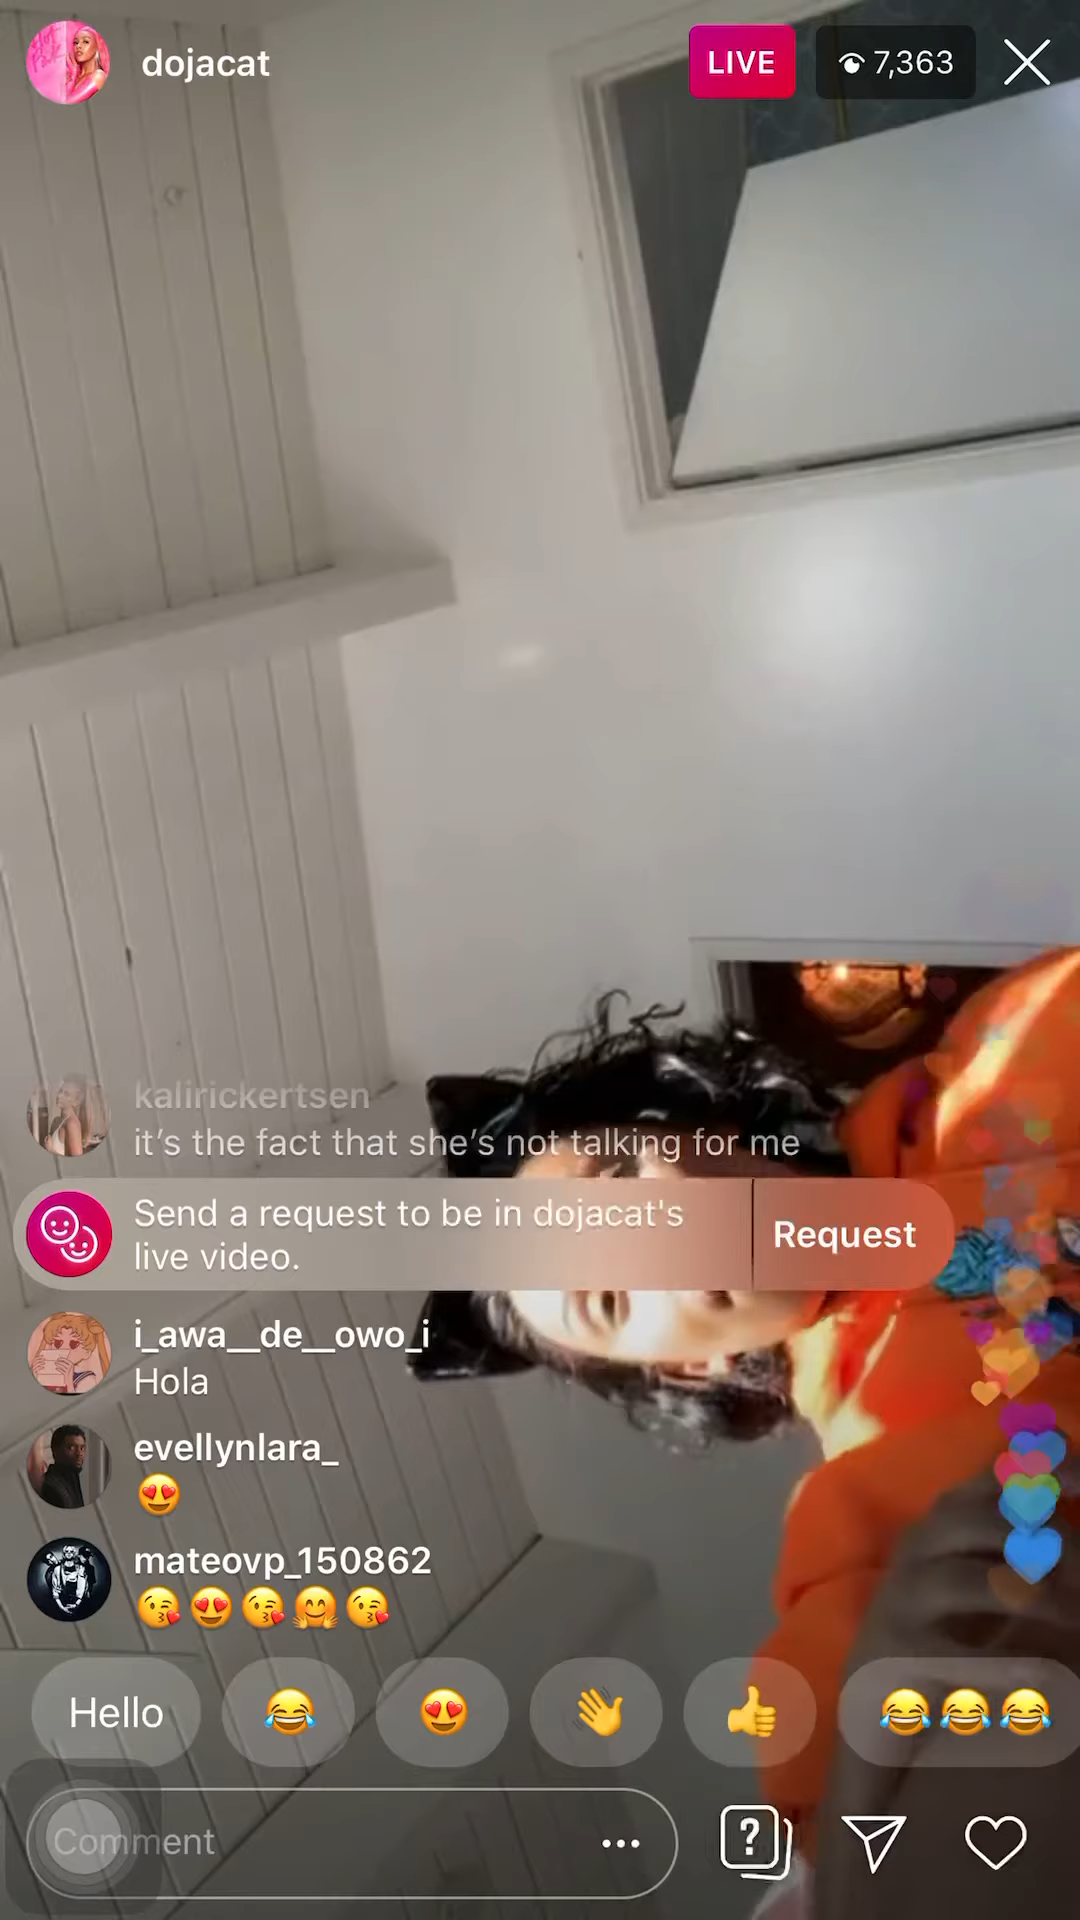 dojacat
LIVE
7,363
kalirickertsen
it's the fact that she's not talking for me
Send a request to be in dojacat's
live video.
Request
i_awa__de__owo_i
Hola
evellynlara_
😍
mateovp_150862
😘😍😘🤗😘
Hello
😂 😍 👋 👍 😂😂😂
Comment